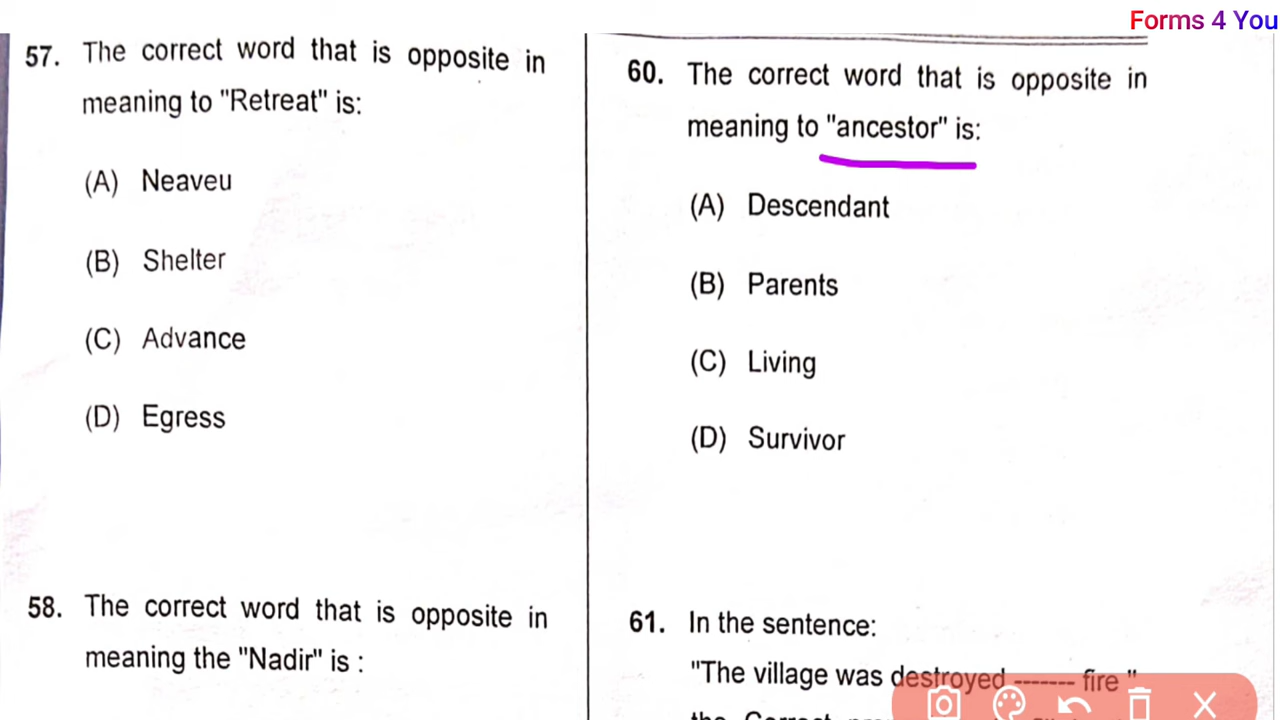 Forms 4 You
57. The correct word that is opposite in
meaning to "Retreat" is:
(A) Neaveu
(B) Shelter
(C) Advance
(D) Egress
58. The correct word that is opposite in
meaning the "Nadir" is :
60. The correct word that is opposite in
meaning to "ancestor" is:
(A) Descendant
(B) Parents
(C) Living
(D) Survivor
61. In the sentence:
"The village was destroyed ------- fire "
the Correct